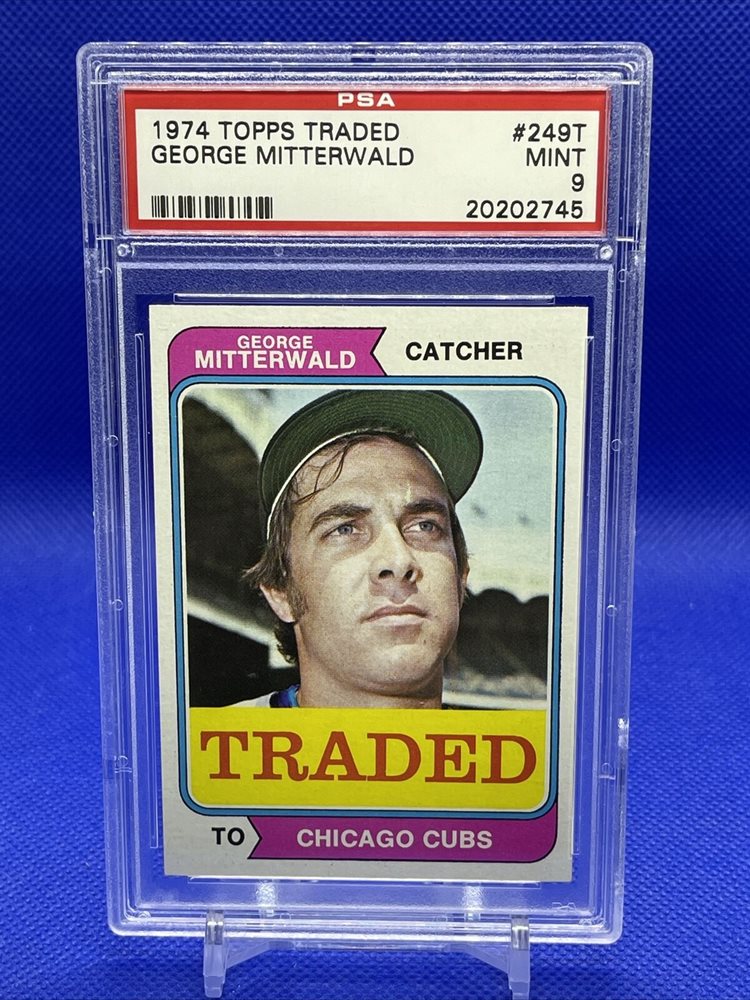 PSA
1974 TOPPS TRADED #249T
GEORGE MITTERWALD MINT
9
20202745
GEORGE
MITTERWALD
CATCHER
TRADED
TO CHICAGO CUBS